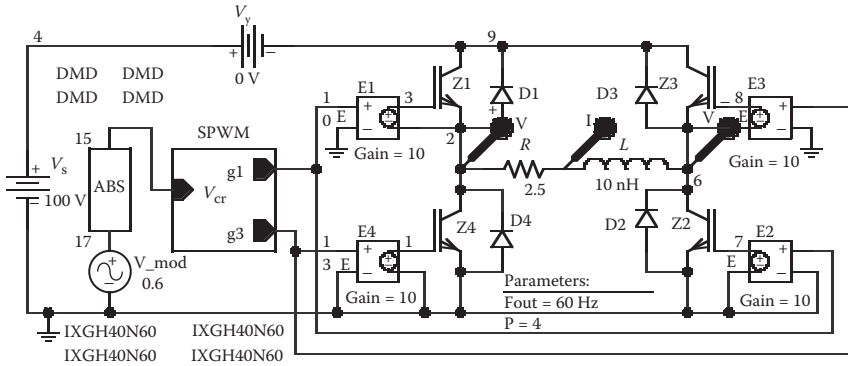 4
V_y
+ −
0 V
9
DMD DMD
DMD DMD
15
SPWM
g1
V_cr
g3
ABS
17
V_mod
0.6
V_s
+
−
100 V
1
0
E
E1
+ +
− −
3
Gain = 10
2
Z1
D1
+
V
R
2.5
I
L
10 nH
D3
Z3
−
V
6
8
E3
+ +
− −
E
Gain = 10
1
3
E
E4
+ +
− −
1
Gain = 10
Z4
D4
D2
Z2
7
E
E2
+ +
− −
Gain = 10
Parameters:
Fout = 60 Hz
P = 4
IXGH40N60 IXGH40N60
IXGH40N60 IXGH40N60